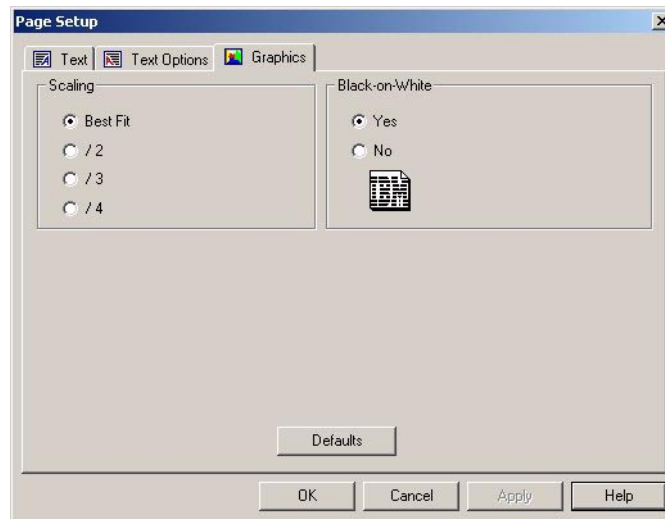 Page Setup
Text
Text Options
Graphics
Scaling
Best Fit
/ 2
/ 3
/ 4
Black-on-White
Yes
No
IBM
Defaults
OK
Cancel
Apply
Help